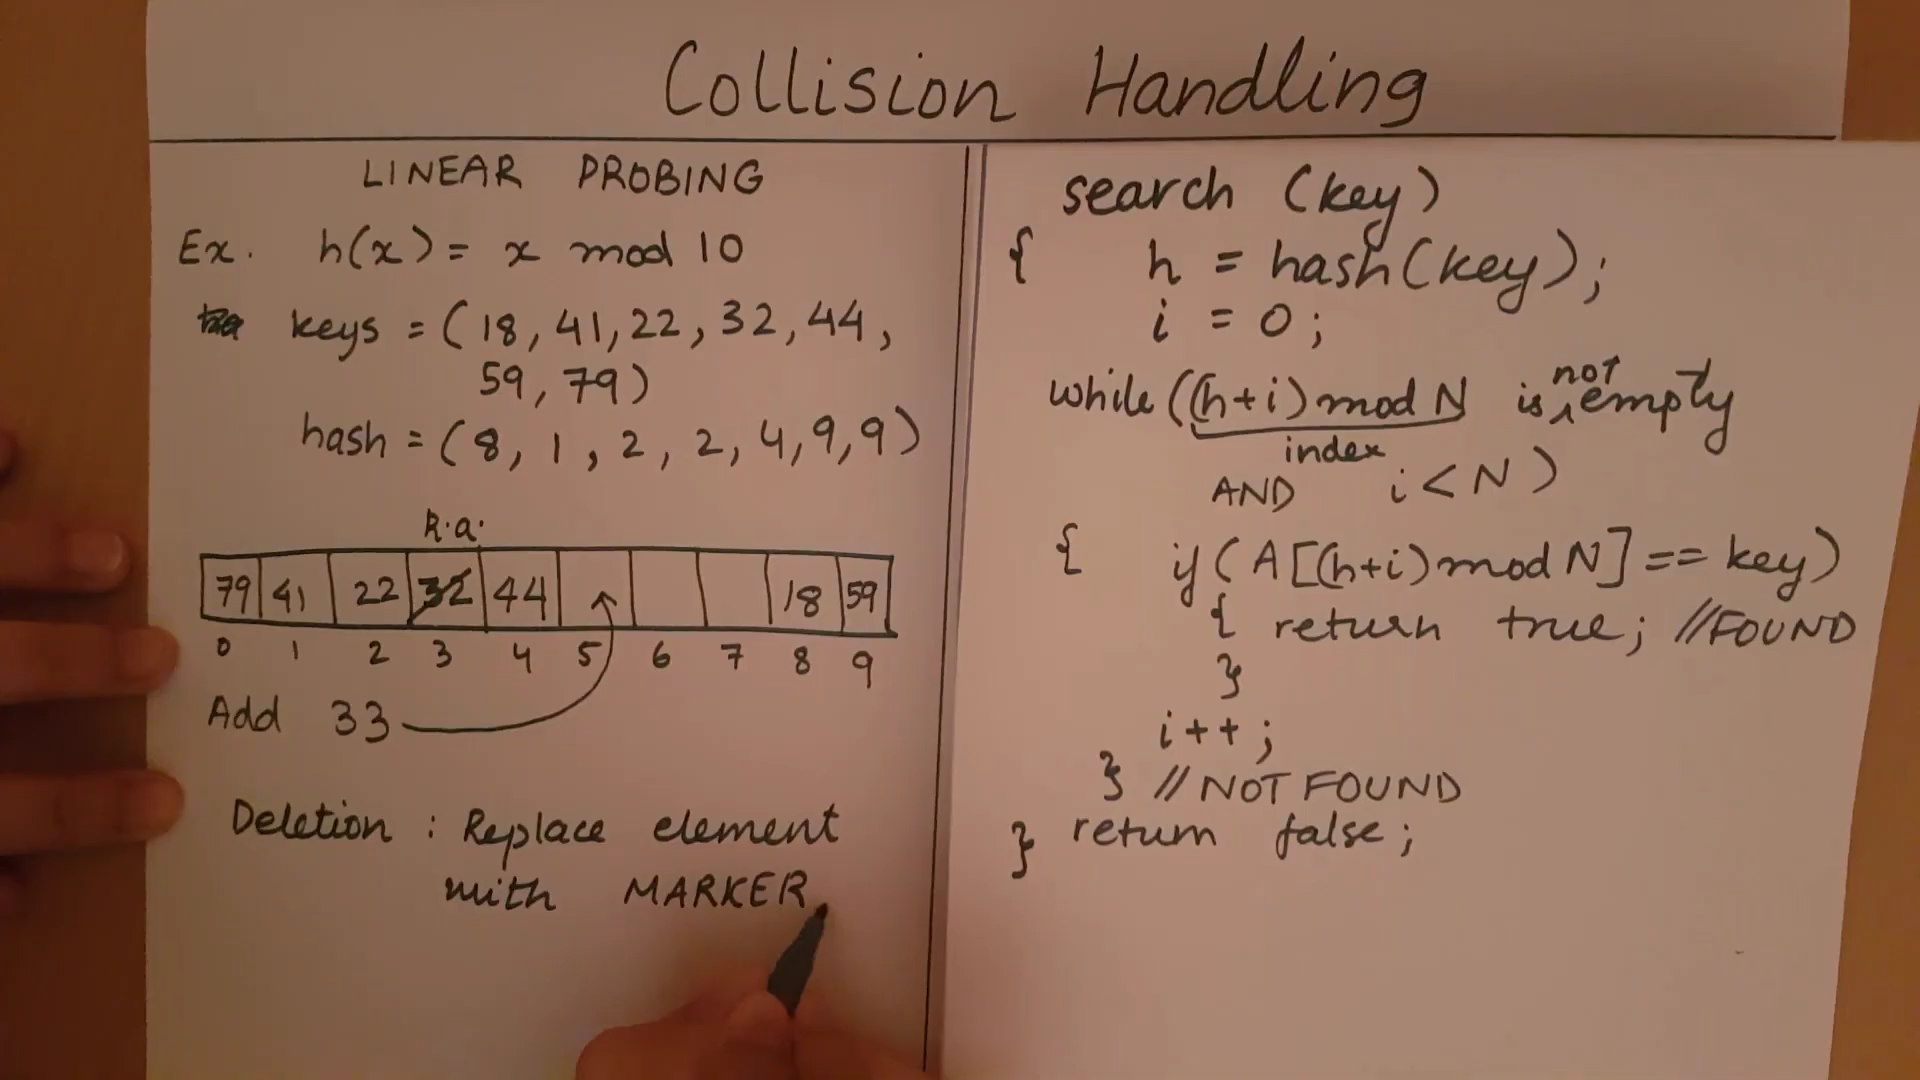 Collision Handling
LINEAR PROBING
Ex. h(x) = x mod 10
keys = (18, 41, 22, 32, 44,
59, 79)
hash = (8, 1, 2, 2, 4, 9, 9)
R.a.
79 41 22 32 44 18 59
0 1 2 3 4 5 6 7 8 9
Add 33
Deletion : Replace element
with MARKER
search (key)
{ h = hash(key);
i = 0;
while ((h+i) mod N is not empty
index
AND i < N )
{ if (A[(h+i) mod N] == key)
{ return true; //FOUND
}
i++;
} // NOT FOUND
} return false;